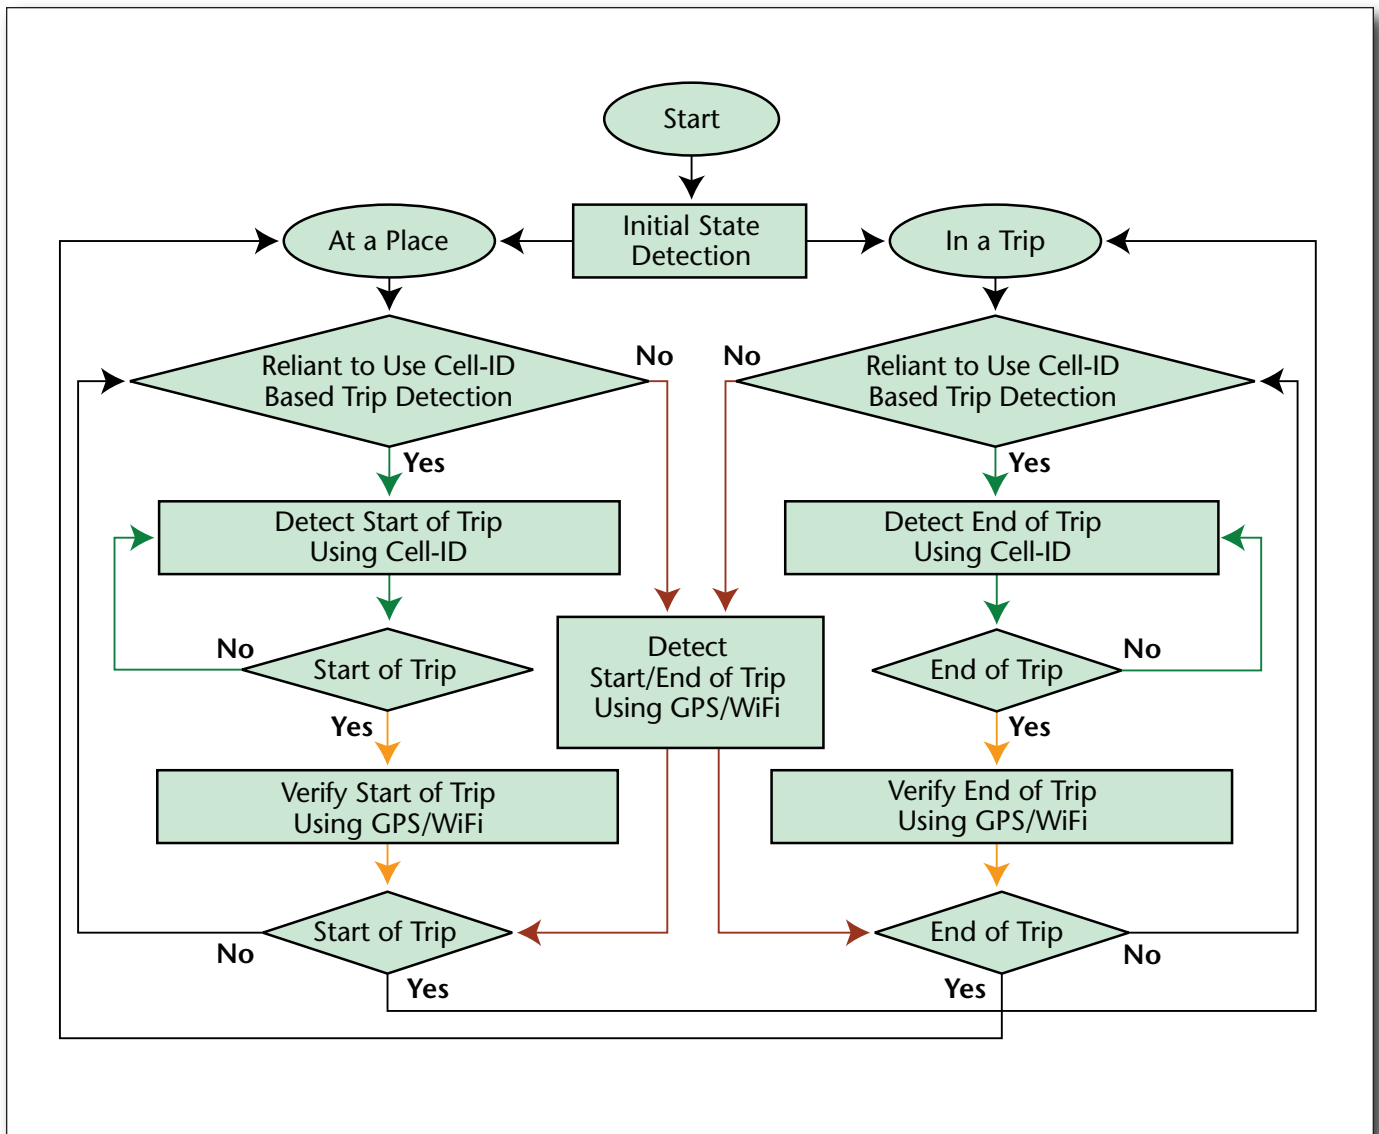 Start
Initial State
Detection
At a Place
In a Trip
Reliant to Use Cell-ID
Based Trip Detection
No
Yes
No
Reliant to Use Cell-ID
Based Trip Detection
Yes
Detect Start of Trip
Using Cell-ID
Detect End of Trip
Using Cell-ID
No
Start of Trip
Yes
Detect
Start/End of Trip
Using GPS/WiFi
End of Trip
No
Yes
Verify Start of Trip
Using GPS/WiFi
Verify End of Trip
Using GPS/WiFi
Start of Trip
No
Yes
End of Trip
No
Yes